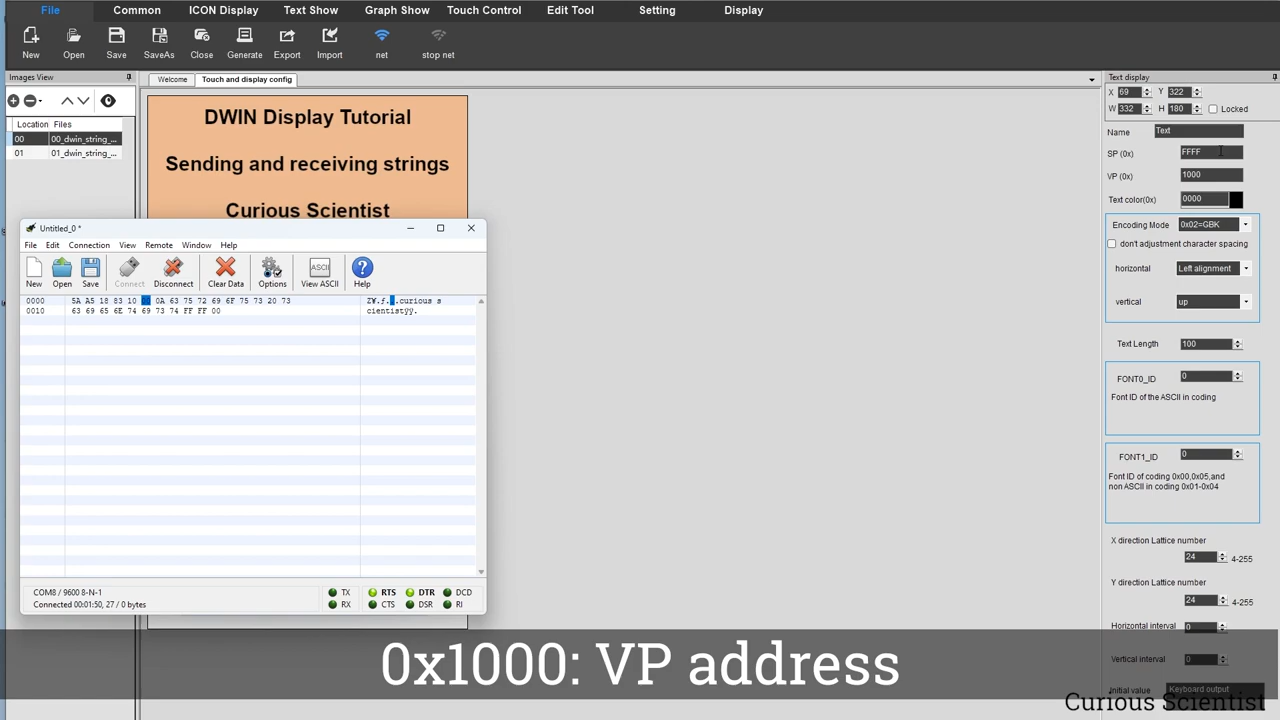 File Common ICON Display Text Show Graph Show Touch Control Edit Tool Setting Display
New Open Save SaveAs Close Generate Export Import net stop net
Images View
Location Files
00 00_dwin_string_...
01 01_dwin_string_...
Welcome Touch and display config
DWIN Display Tutorial
Sending and receiving strings
Curious Scientist
Untitled_0 *
File Edit Connection View Remote Window Help
ASCII
New Open Save Connect Disconnect Clear Data Options View ASCII Help
0000 5A A5 18 83 10 00 0A 63 75 72 69 6F 75 73 20 73 Z¥.ƒ...curious s
0010 63 69 65 6E 74 69 73 74 FF FF 00 cientistÿÿ.
COM8 / 9600 8-N-1
Connected 00:01:50, 27 / 0 bytes
TX RTS DTR DCD
RX CTS DSR RI
Text display
X 69 Y 322
W 332 H 180 Locked
Name Text
SP (0x) FFFF
VP (0x) 1000
Text color(0x) 0000
Encoding Mode 0x02=GBK
don't adjustment character spacing
horizontal Left alignment
vertical up
Text Length 100
FONT0_ID 0
Font ID of the ASCII in coding
FONT1_ID 0
Font ID of coding 0x00,0x05,and
non ASCII in coding 0x01-0x04
X direction Lattice number
24 4-255
Y direction Lattice number
24 4-255
Horizontal interval 0
Vertical interval 0
Initial value Keyboard output
0x1000: VP address
Curious Scientist